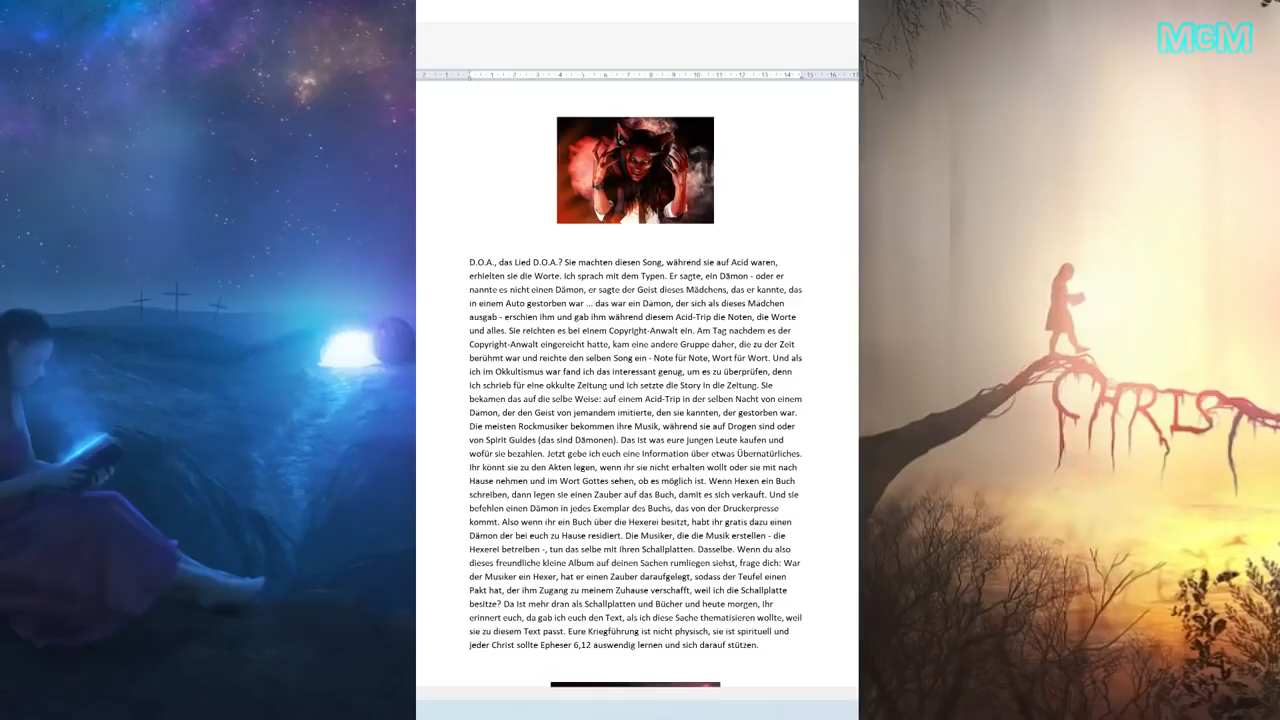 McM
2 1 1 2 3 4 5 6 7 8 9 10 11 12 13 14 15 16 17
D.O.A., das Lied D.O.A.? Sie machten diesen Song, während sie auf Acid waren,
erhielten sie die Worte. Ich sprach mit dem Typen. Er sagte, ein Dämon - oder er
nannte es nicht einen Dämon, er sagte der Geist dieses Mädchens, das er kannte, das
in einem Auto gestorben war ... das war ein Dämon, der sich als dieses Mädchen
ausgab - erschien ihm und gab ihm während diesem Acid-Trip die Noten, die Worte
und alles. Sie reichten es bei einem Copyright-Anwalt ein. Am Tag nachdem es der
Copyright-Anwalt eingereicht hatte, kam eine andere Gruppe daher, die zu der Zeit
berühmt war und reichte den selben Song ein - Note für Note, Wort für Wort. Und als
ich im Okkultismus war fand ich das interessant genug, um es zu überprüfen, denn
ich schrieb für eine okkulte Zeitung und ich setzte die Story in die Zeitung. Sie
bekamen das auf die selbe Weise: auf einem Acid-Trip in der selben Nacht von einem
Dämon, der den Geist von jemandem imitierte, den sie kannten, der gestorben war.
Die meisten Rockmusiker bekommen ihre Musik, während sie auf Drogen sind oder
von Spirit Guides (das sind Dämonen). Das ist was eure jungen Leute kaufen und
wofür sie bezahlen. Jetzt gebe ich euch eine Information über etwas Übernatürliches.
Ihr könnt sie zu den Akten legen, wenn ihr sie nicht erhalten wollt oder sie mit nach
Hause nehmen und im Wort Gottes sehen, ob es möglich ist. Wenn Hexen ein Buch
schreiben, dann legen sie einen Zauber auf das Buch, damit es sich verkauft. Und sie
befehlen einen Dämon in jedes Exemplar des Buchs, das von der Druckerpresse
kommt. Also wenn ihr ein Buch über die Hexerei besitzt, habt ihr gratis dazu einen
Dämon der bei euch zu Hause residiert. Die Musiker, die die Musik erstellen - die
Hexerei betreiben -, tun das selbe mit ihren Schallplatten. Dasselbe. Wenn du also
dieses freundliche kleine Album auf deinen Sachen rumliegen siehst, frage dich: War
der Musiker ein Hexer, hat er einen Zauber daraufgelegt, sodass der Teufel einen
Pakt hat, der ihm Zugang zu meinem Zuhause verschafft, weil ich die Schallplatte
besitze? Da ist mehr dran als Schallplatten und Bücher und heute morgen, ihr
erinnert euch, da gab ich euch den Text, als ich diese Sache thematisieren wollte, weil
sie zu diesem Text passt. Eure Kriegführung ist nicht physisch, sie ist spirituell und
jeder Christ sollte Epheser 6,12 auswendig lernen und sich darauf stützen.
CHRIST